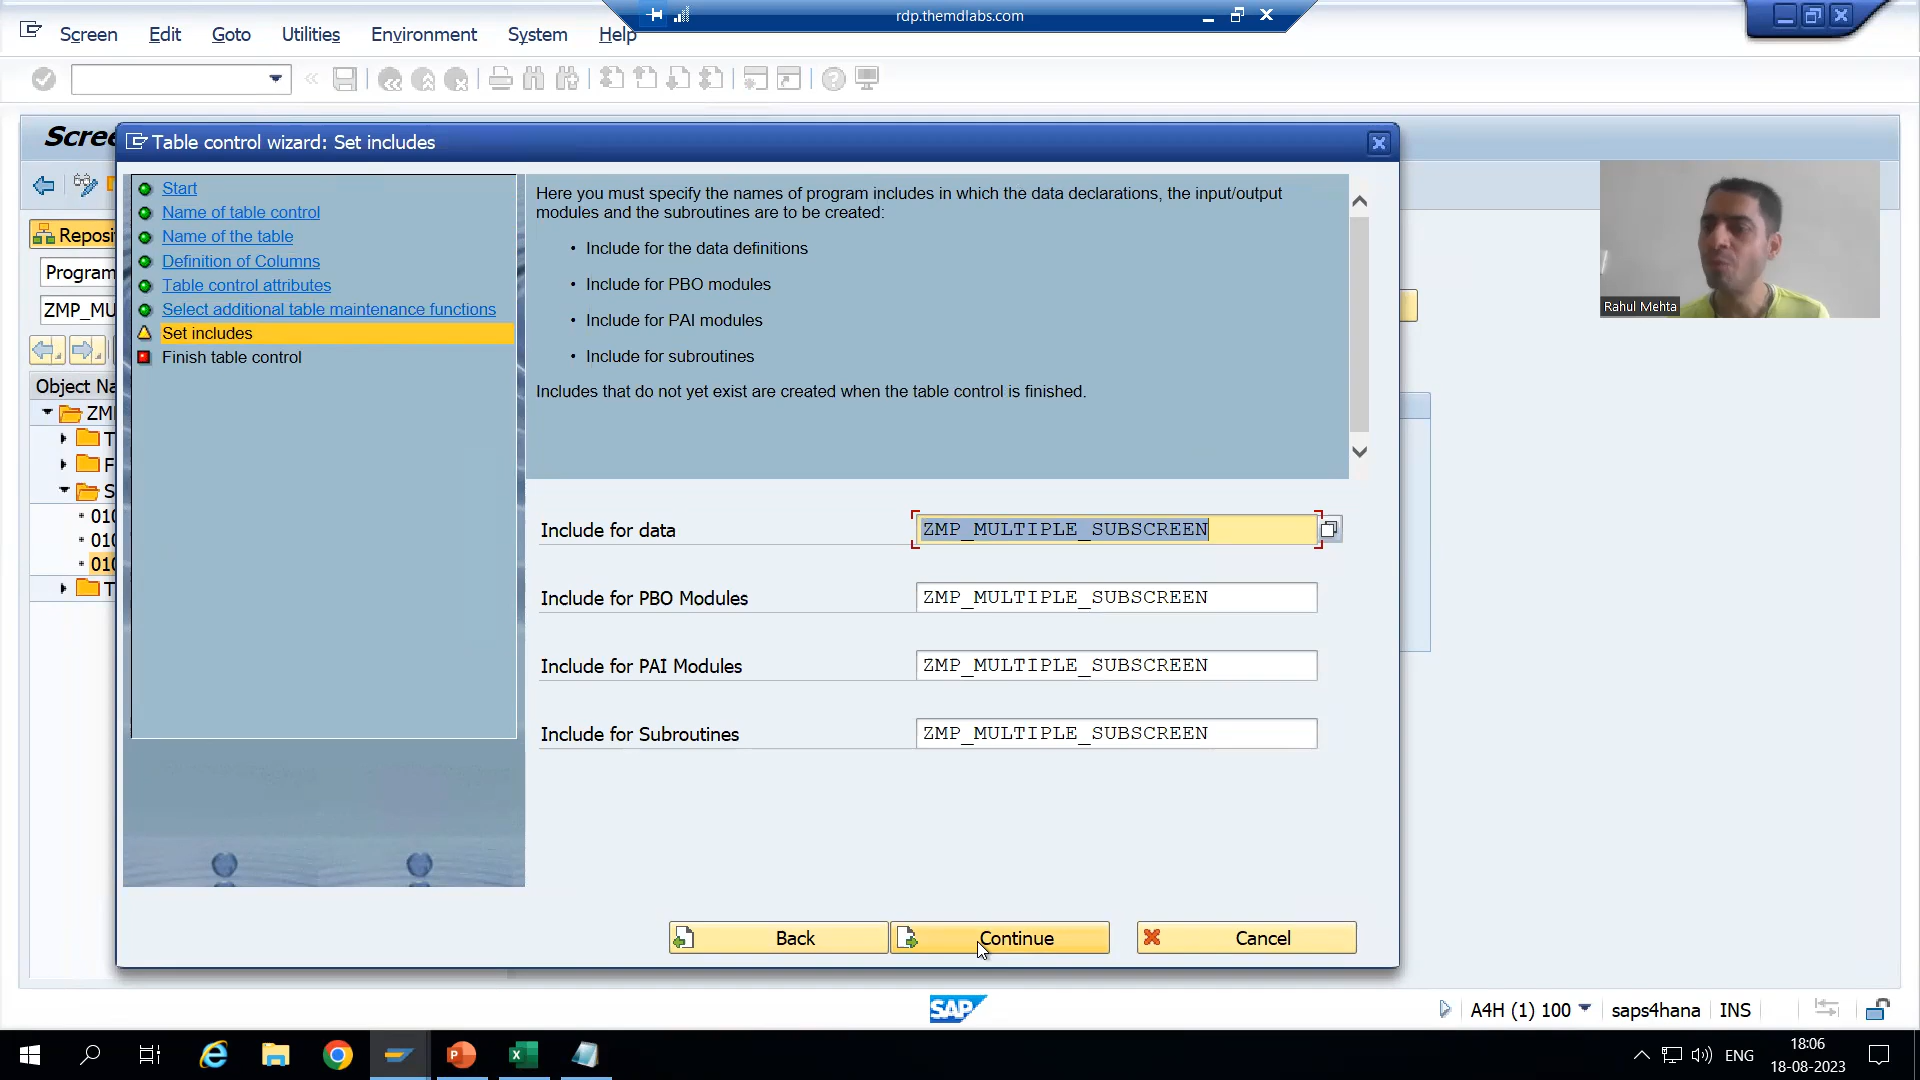 rdp.themdlabs.com
Screen Edit Goto Utilities Environment System Help
Scree
Table control wizard: Set includes
Start
Name of table control
Name of the table
Definition of Columns
Table control attributes
Select additional table maintenance functions
Set includes
Finish table control
Here you must specify the names of program includes in which the data declarations, the input/output
modules and the subroutines are to be created:
• Include for the data definitions
• Include for PBO modules
• Include for PAI modules
• Include for subroutines
Includes that do not yet exist are created when the table control is finished.
Reposi
Program
ZMP_MU
Object Na
ZMP
T
F
S
010
010
010
T
Include for data ZMP_MULTIPLE_SUBSCREEN
Include for PBO Modules ZMP_MULTIPLE_SUBSCREEN
Include for PAI Modules ZMP_MULTIPLE_SUBSCREEN
Include for Subroutines ZMP_MULTIPLE_SUBSCREEN
Back Continue Cancel
Rahul Mehta
SAP
A4H (1) 100 saps4hana INS
ENG
18:06
18-08-2023